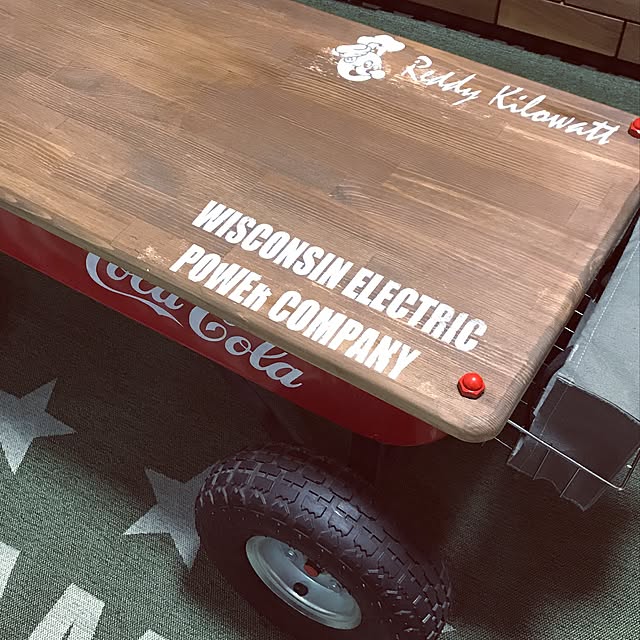 Reddy Kilowatt
WISCONSIN ELECTRIC
POWER COMPANY
Coca Cola